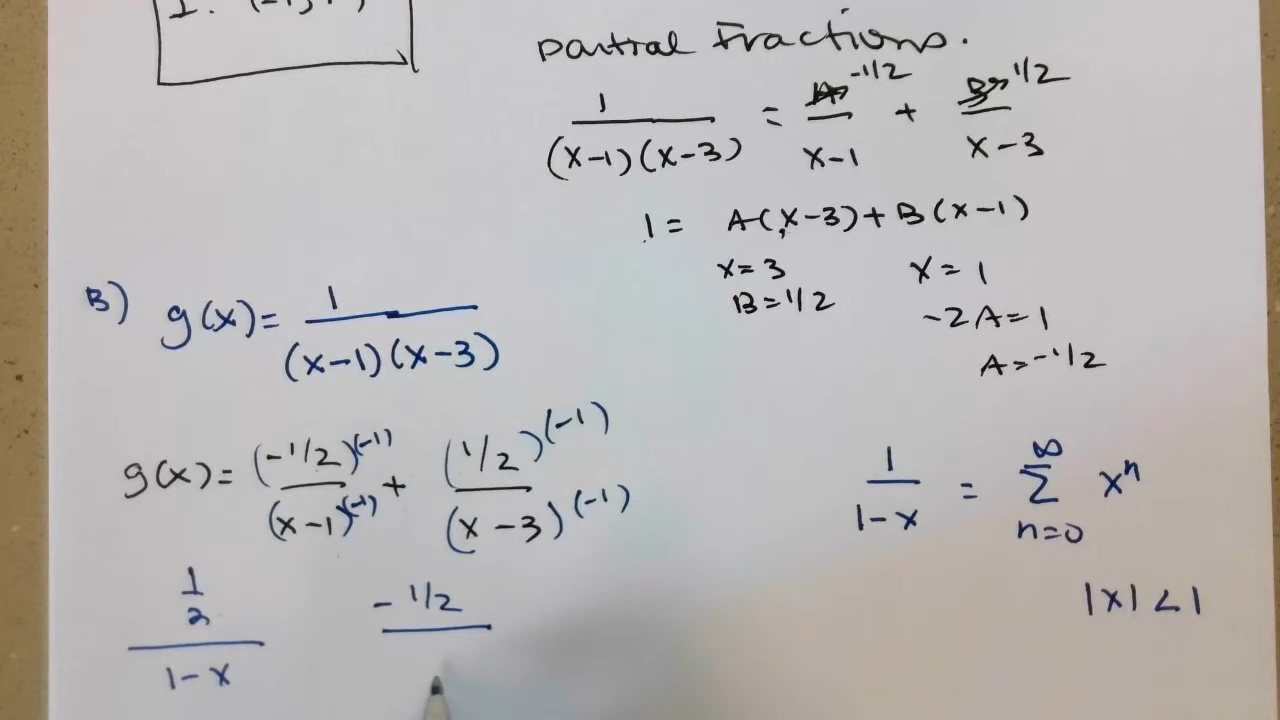 Partial Fractions.
1/((x-1)(x-3)) = -1/2/(x-1) + 1/2/(x-3)
1 = A(x-3) + B(x-1)
x = 3    x = 1
B = 1/2    -2A = 1
A = -1/2
B) g(x) = 1/((x-1)(x-3))
g(x) = (-1/2)(-1)/(x-1)(-1) + (1/2)(-1)/(x-3)(-1)
1/(1-x) = ∑ n=0 ∞ x^n
|x| < 1
1/2/(1-x)    -1/2